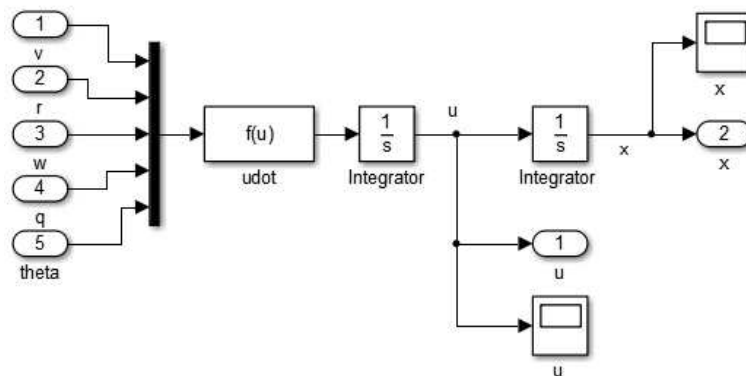 1
v
2
r
3
w
4
q
5
theta
f(u)
udot
1
s
Integrator
u
1
s
Integrator
x
x
2
x
1
u
u